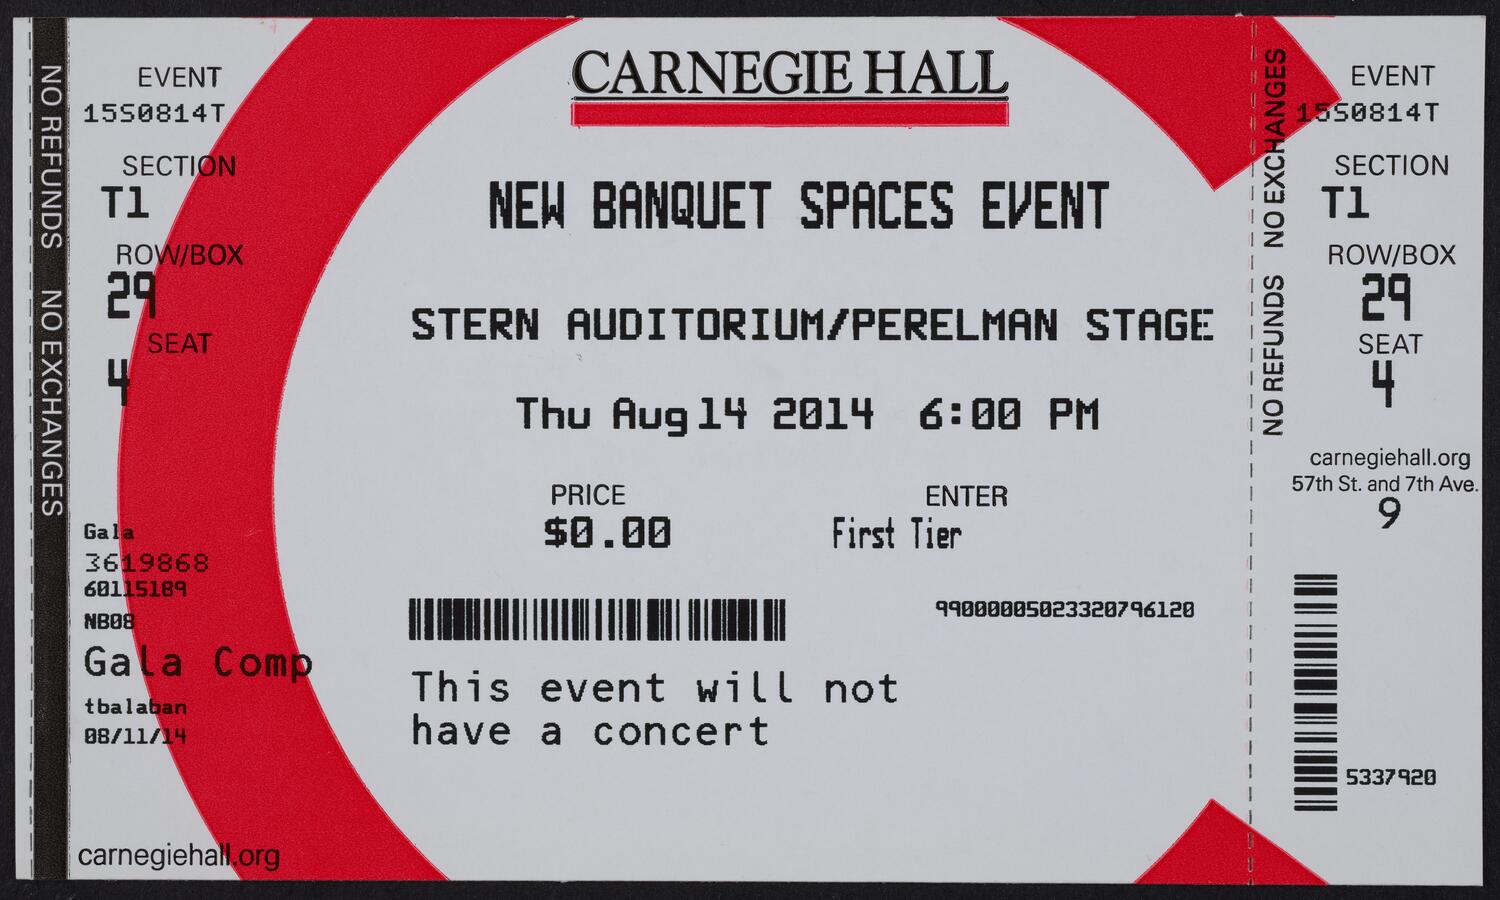 NO REFUNDS NO EXCHANGES
EVENT
15S0814T
SECTION
T1
ROW/BOX
29
SEAT
4
Gala
3619868
60115189
NB08
Gala Comp
tbalaban
08/11/14
carnegiehall.org
CARNEGIE HALL
NEW BANQUET SPACES EVENT
STERN AUDITORIUM/PERELMAN STAGE
Thu Aug 14 2014 6:00 PM
PRICE
$0.00
ENTER
First Tier
99000005023320796120
This event will not
have a concert
NO REFUNDS NO EXCHANGES
EVENT
15S0814T
SECTION
T1
ROW/BOX
29
SEAT
4
carnegiehall.org
57th St. and 7th Ave.
9
5337920